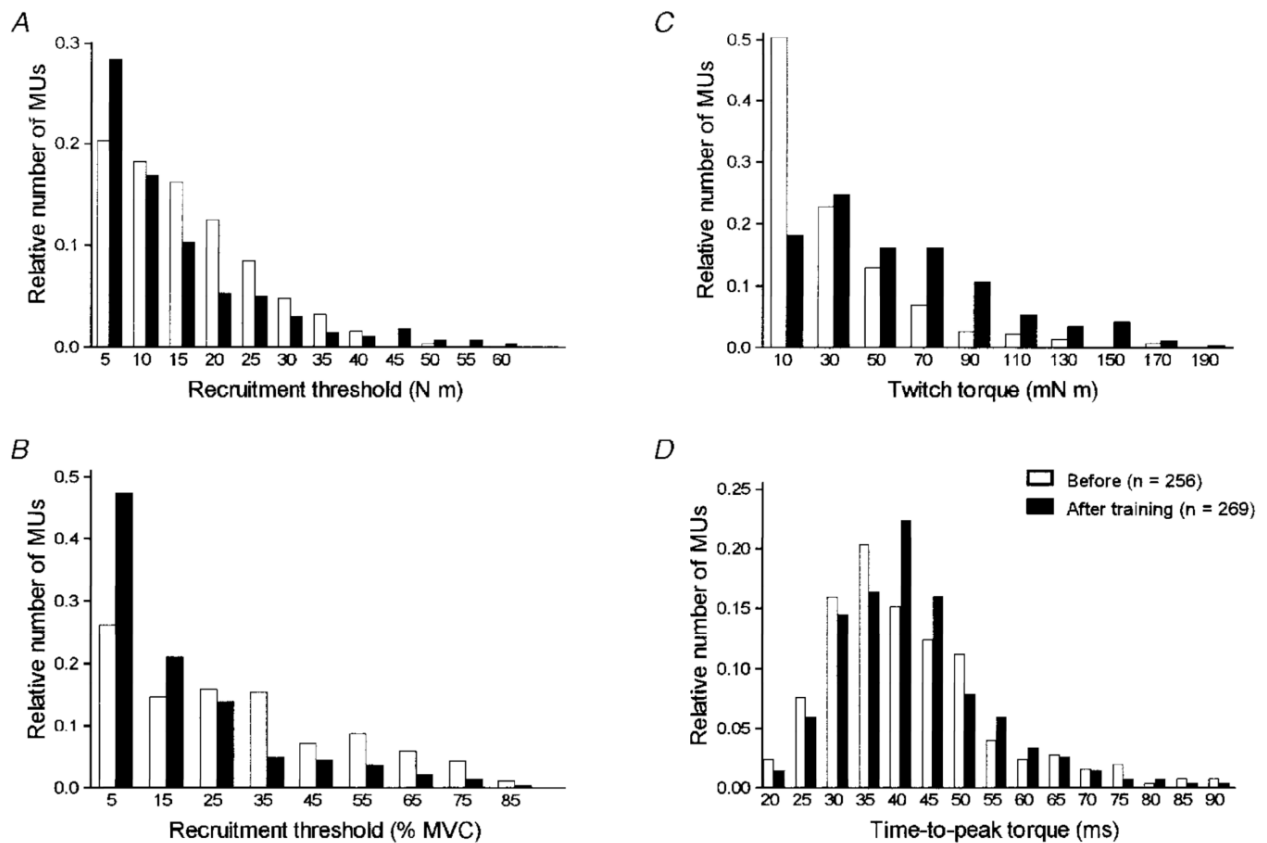 A
0.3
0.2
0.1
0.0
Relative number of MUs
5 10 15 20 25 30 35 40 45 50 55 60
Recruitment threshold (N m)
B
0.5
0.4
0.3
0.2
0.1
0.0
Relative number of MUs
5 15 25 35 45 55 65 75 85
Recruitment threshold (% MVC)
C
0.5
0.4
0.3
0.2
0.1
0.0
Relative number of MUs
10 30 50 70 90 110 130 150 170 190
Twitch torque (mN m)
D
Before (n = 256)
After training (n = 269)
0.25
0.20
0.15
0.10
0.05
0.00
Relative number of MUs
20 25 30 35 40 45 50 55 60 65 70 75 80 85 90
Time-to-peak torque (ms)